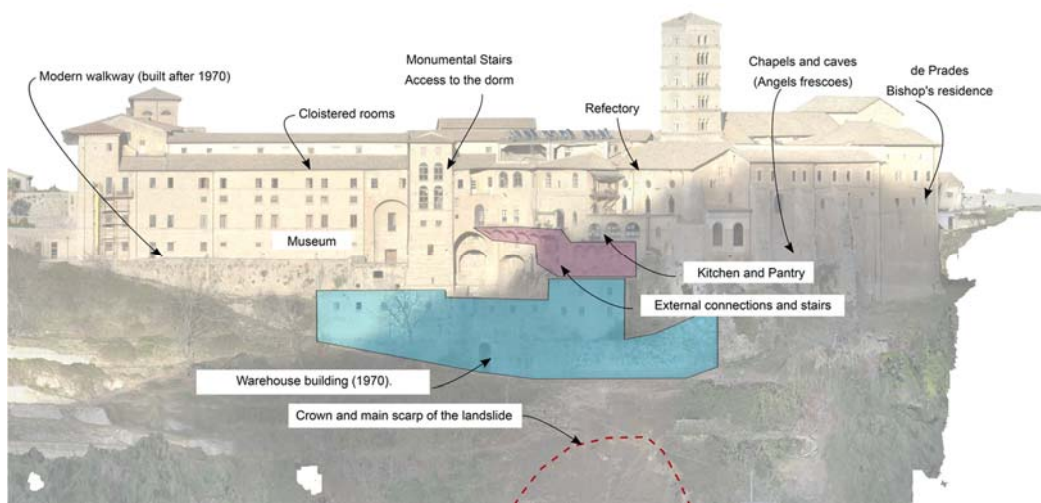 Modern walkway (built after 1970)
Cloistered rooms
Monumental Stairs
Access to the dorm
Refectory
Chapels and caves
(Angels frescoes)
de Prades
Bishop's residence
Museum
Kitchen and Pantry
External connections and stairs
Warehouse building (1970).
Crown and main scarp of the landslide